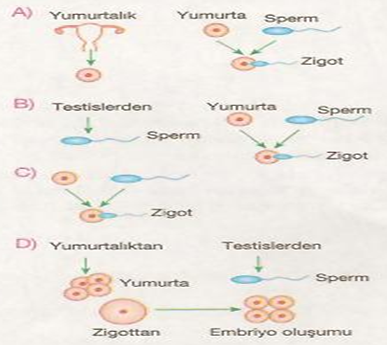 A) Yumurtalık Yumurta Sperm
Zigot
B) Testislerden Yumurta Sperm
Sperm
Zigot
C)
Zigot
D) Yumurtalıktan Testislerden
Yumurta Sperm
Zigottan Embriyo oluşumu